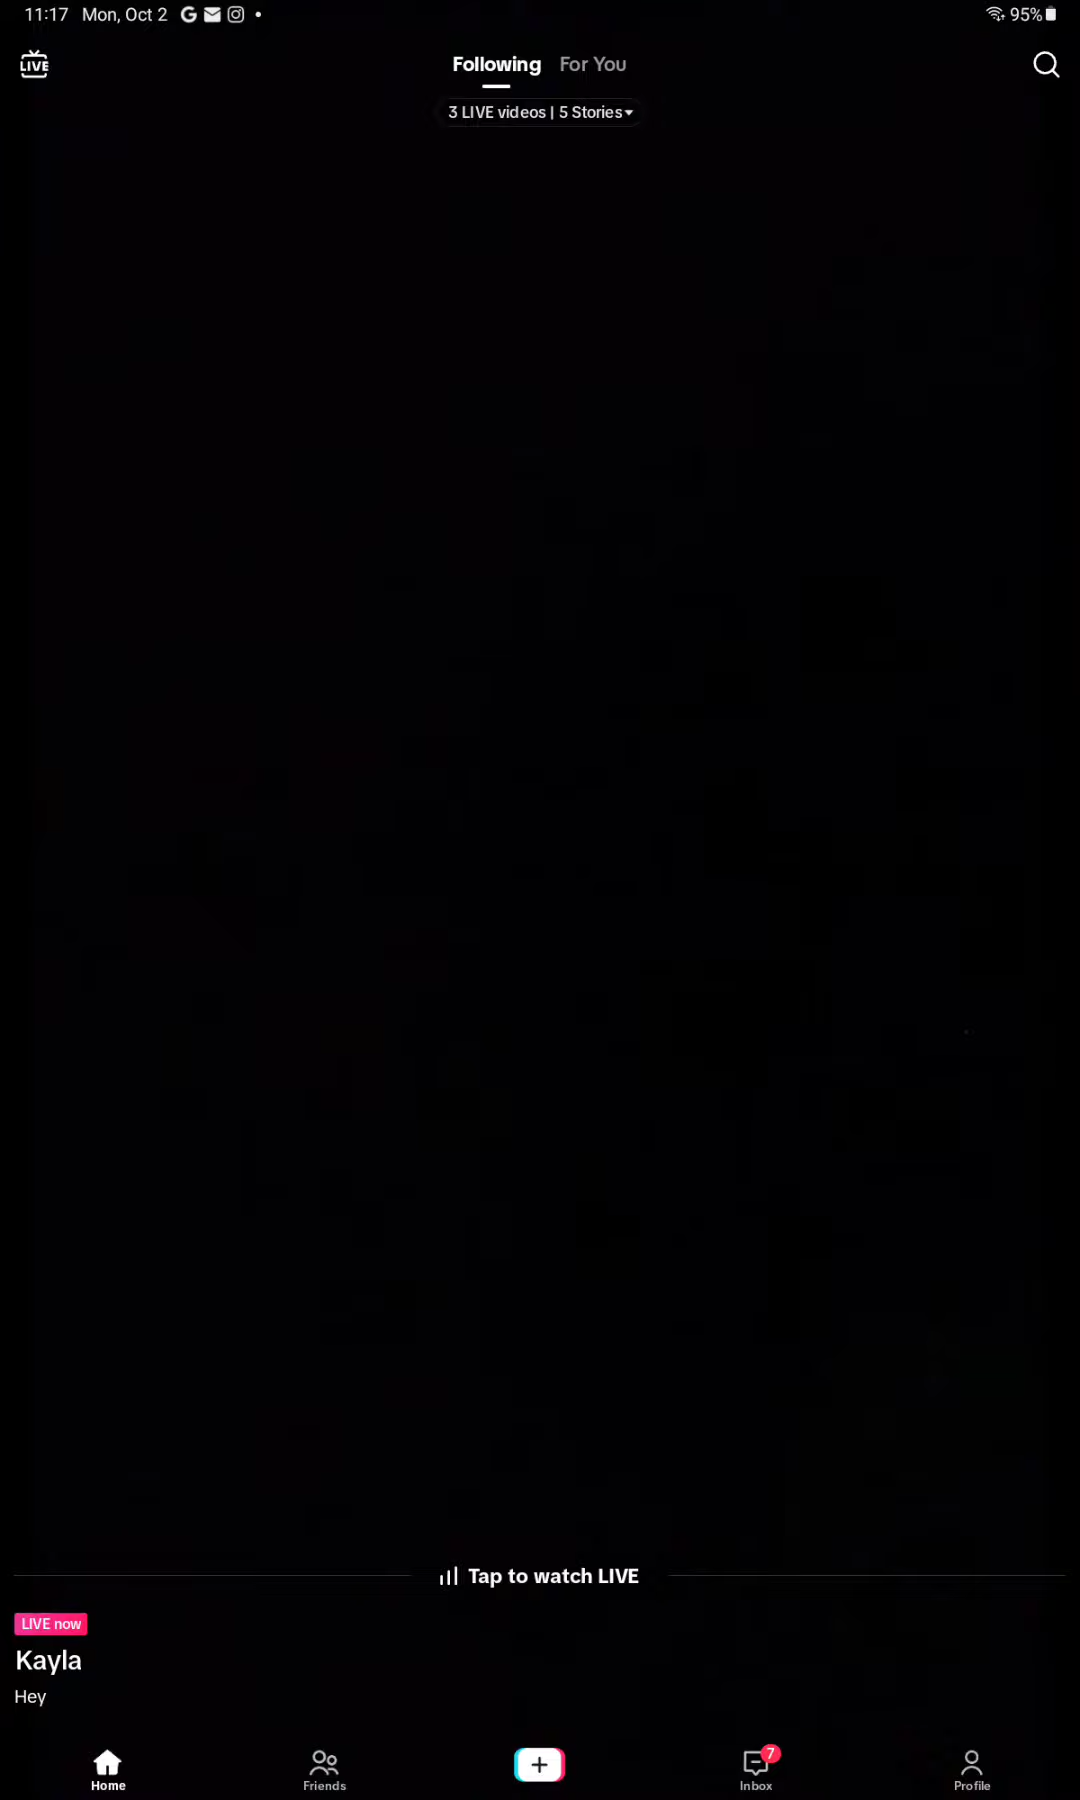 11:17 Mon, Oct 2
95%
LIVE
Following For You
3 LIVE videos | 5 Stories
Tap to watch LIVE
LIVE now
Kayla
Hey
7
Home Friends Inbox Profile